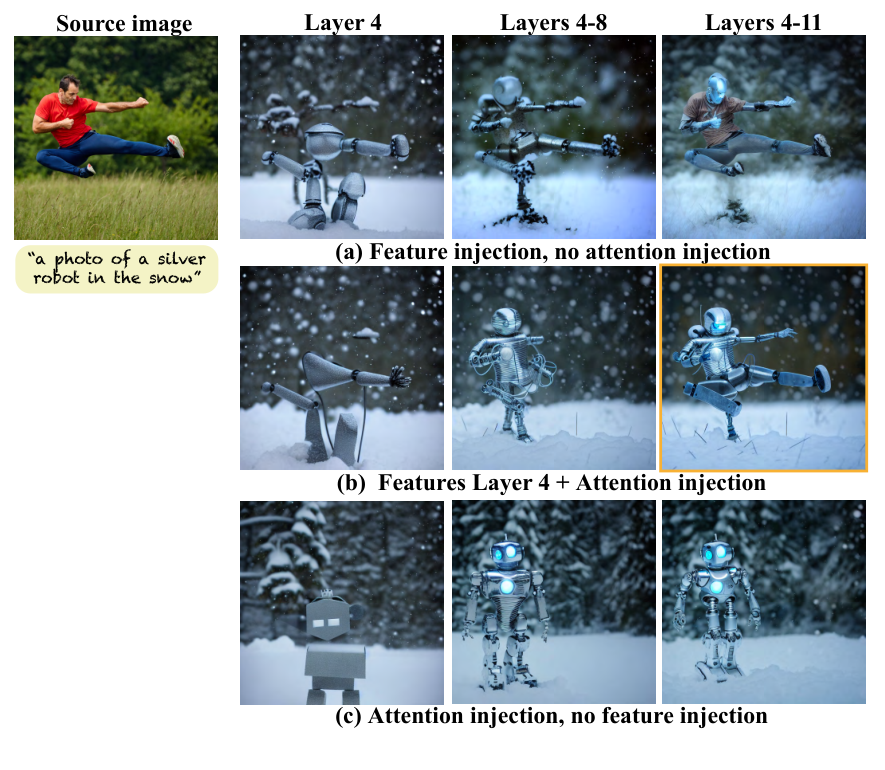 Source image
Layer 4
Layers 4-8
Layers 4-11
“a photo of a silver
robot in the snow”
(a) Feature injection, no attention injection
(b) Features Layer 4 + Attention injection
(c) Attention injection, no feature injection